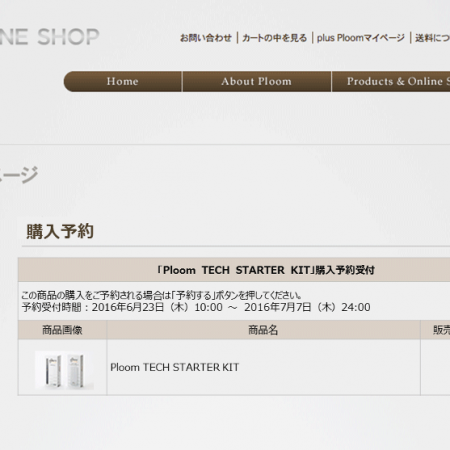 NE SHOP
お問い合わせ│カートの中を見る│plus Ploomマイページ│送料につ
Home About Ploom Products & Online S
ページ
購入予約
「Ploom TECH STARTER KIT」購入予約受付
この商品の購入をご予約される場合は「予約する」ボタンを押してください。
予約受付時間：2016年6月23日（木）10:00 ～ 2016年7月7日（木）24:00
商品画像 商品名 販売
Ploom TECH STARTER KIT